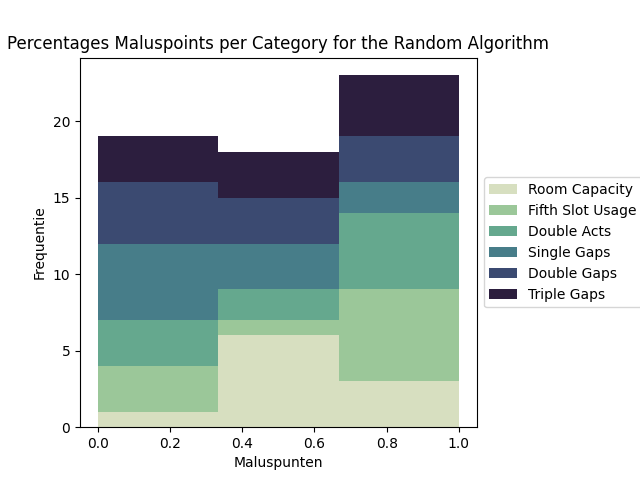 Percentages Maluspoints per Category for the Random Algorithm
20
15
10
5
0
Frequentie
0.0 0.2 0.4 0.6 0.8 1.0
Maluspunten
Room Capacity
Fifth Slot Usage
Double Acts
Single Gaps
Double Gaps
Triple Gaps